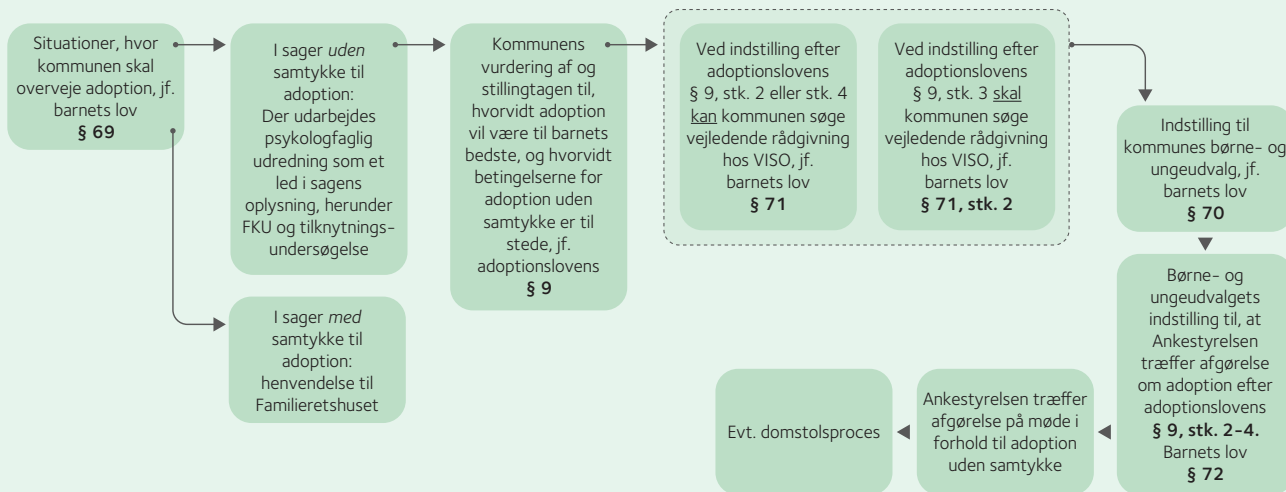 Situationer, hvor
kommunen skal
overveje adoption, jf.
barnets lov
§ 69
I sager uden
samtykke til
adoption:
Der udarbejdes
psykologfaglig
udredning som et
led i sagens
oplysning, herunder
FKU og tilknytnings-
undersøgelse
I sager med
samtykke til
adoption:
henvendelse til
Familieretshuset
Kommunens
vurdering af og
stillingtagen til,
hvorvidt adoption
vil være til barnets
bedste, og hvorvidt
betingelserne for
adoption uden
samtykke er til
stede, jf.
adoptionslovens
§ 9
Ved indstilling efter
adoptionslovens
§ 9, stk. 2 eller stk. 4
kan kommunen søge
vejledende rådgivning
hos VISO, jf.
barnets lov
§ 71
Ved indstilling efter
adoptionslovens
§ 9, stk. 3 skal
kommunen søge
vejledende rådgivning
hos VISO, jf.
barnets lov
§ 71, stk. 2
Indstilling til
kommunes børne- og
ungeudvalg, jf.
barnets lov
§ 70
Børne- og
ungeudvalgets
indstilling til, at
Ankestyrelsen
træffer afgørelse
om adoption efter
adoptionslovens
§ 9, stk. 2-4.
Barnets lov
§ 72
Ankestyrelsen træffer
afgørelse på møde i
forhold til adoption
uden samtykke
Evt. domstolsproces